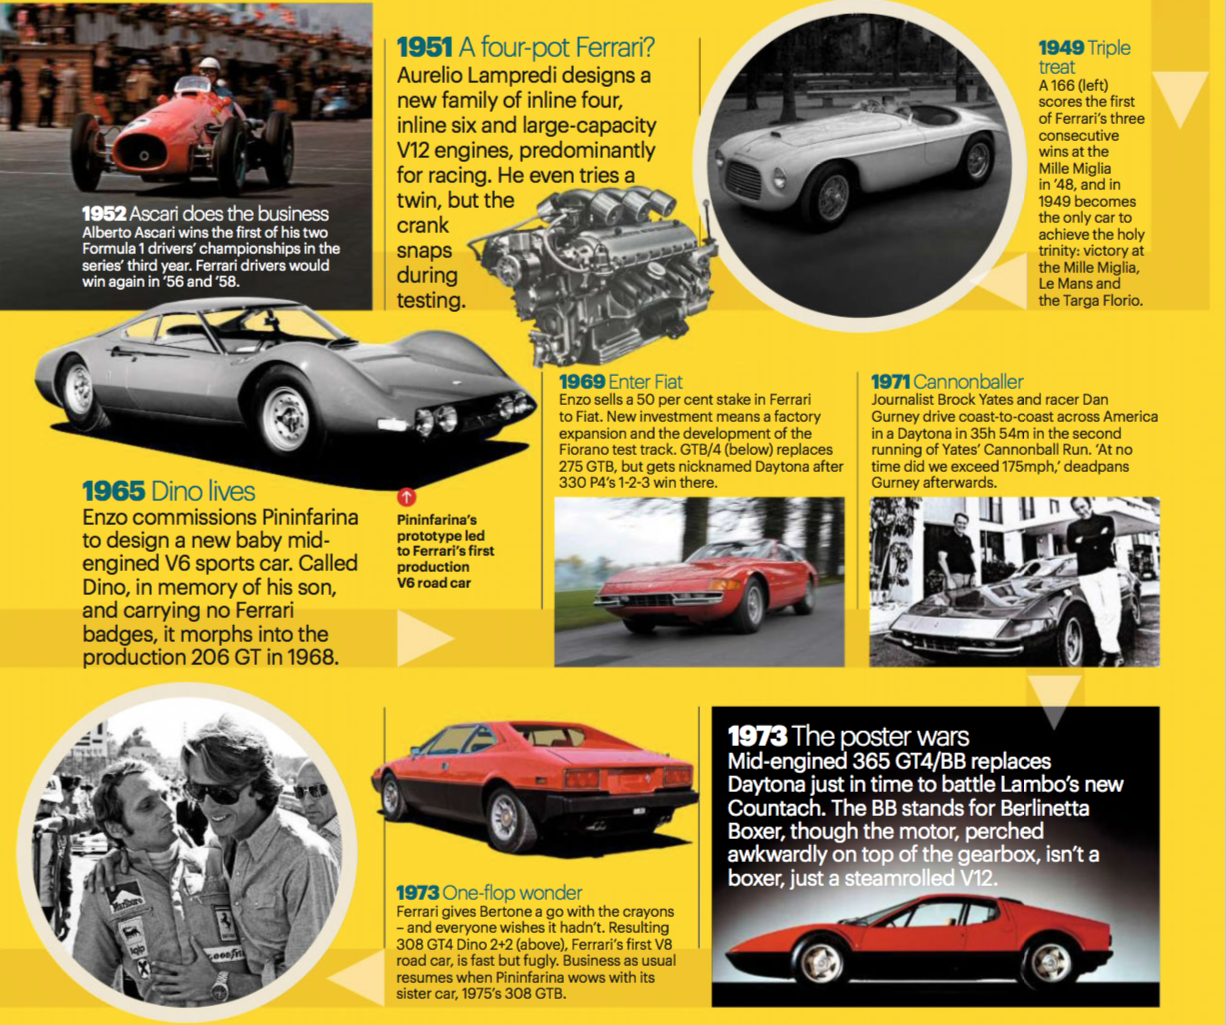 1949 Triple
treat
A 166 (left)
scores the first
of Ferrari's three
consecutive
wins at the
Mille Miglia
in '48, and in
1949 becomes
the only car to
achieve the holy
trinity: victory at
the Mille Miglia,
Le Mans and
the Targa Florio.
1951 A four-pot Ferrari?
Aurelio Lampredi designs a
new family of inline four,
inline six and large-capacity
V12 engines, predominantly
for racing. He even tries a
twin, but the
crank
snaps
during
testing.
1952 Ascari does the business
Alberto Ascari wins the first of his two
Formula 1 drivers' championships in the
series' third year. Ferrari drivers would
win again in '56 and '58.
1965 Dino lives
Enzo commissions Pininfarina
to design a new baby mid-
engined V6 sports car. Called
Dino, in memory of his son,
and carrying no Ferrari
badges, it morphs into the
production 206 GT in 1968.
Pininfarina's
prototype led
to Ferrari's first
production
V6 road car
1969 Enter Fiat
Enzo sells a 50 per cent stake in Ferrari
to Fiat. New investment means a factory
expansion and the development of the
Fiorano test track. GTB/4 (below) replaces
275 GTB, but gets nicknamed Daytona after
330 P4's 1-2-3 win there.
1971 Cannonballer
Journalist Brock Yates and racer Dan
Gurney drive coast-to-coast across America
in a Daytona in 35h 54m in the second
running of Yates' Cannonball Run. 'At no
time did we exceed 175mph,' deadpans
Gurney afterwards.
1973 The poster wars
Mid-engined 365 GT4/BB replaces
Daytona just in time to battle Lambo's new
Countach. The BB stands for Berlinetta
Boxer, though the motor, perched
awkwardly on top of the gearbox, isn't a
boxer, just a steamrolled V12.
1973 One-flop wonder
Ferrari gives Bertone a go with the crayons
– and everyone wishes it hadn't. Resulting
308 GT4 Dino 2+2 (above), Ferrari's first V8
road car, is fast but fugly. Business as usual
resumes when Pininfarina wows with its
sister car, 1975's 308 GTB.
Marlboro
agip